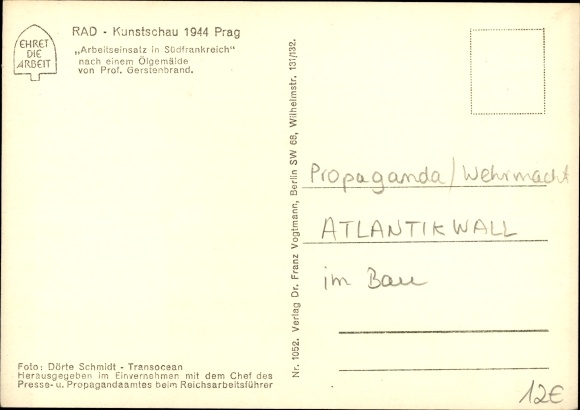 EHRET
DIE
ARBEIT
RAD - Kunstschau 1944 Prag
„Arbeitseinsatz in Südfrankreich"
nach einem Ölgemälde
von Prof. Gerstenbrand.
Nr. 1052. Verlag Dr. Franz Vogtmann, Berlin SW 68, Wilhelmstr. 131/132.
Propaganda/Wehrmacht
ATLANTIKWALL
im Bau
Foto: Dörte Schmidt - Transocean
Herausgegeben im Einvernehmen mit dem Chef des
Presse- u. Propagandaamtes beim Reichsarbeitsführer
12€